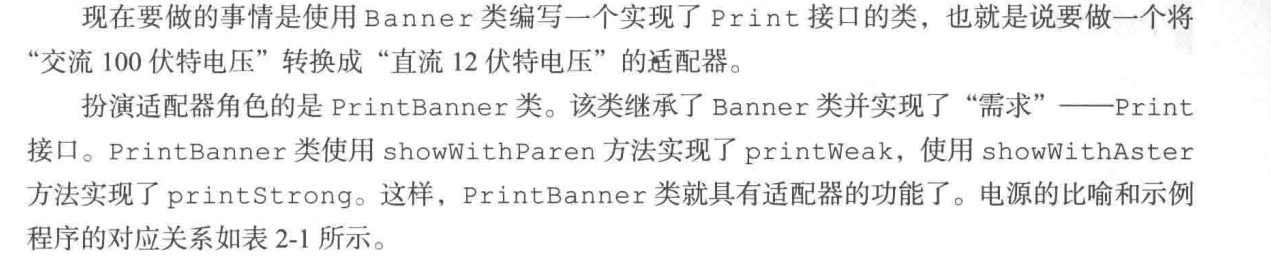 现在要做的事情是使用 Banner 类编写一个实现了 Print 接口的类，也就是说要做一个将
“交流 100 伏特电压”转换成“直流 12 伏特电压”的适配器。
扮演适配器角色的是 PrintBanner 类。该类继承了 Banner 类并实现了“需求”——Print
接口。PrintBanner 类使用 showWithParen 方法实现了 printWeak，使用 showWithAster
方法实现了 printStrong。这样，PrintBanner 类就具有适配器的功能了。电源的比喻和示例
程序的对应关系如表 2-1 所示。